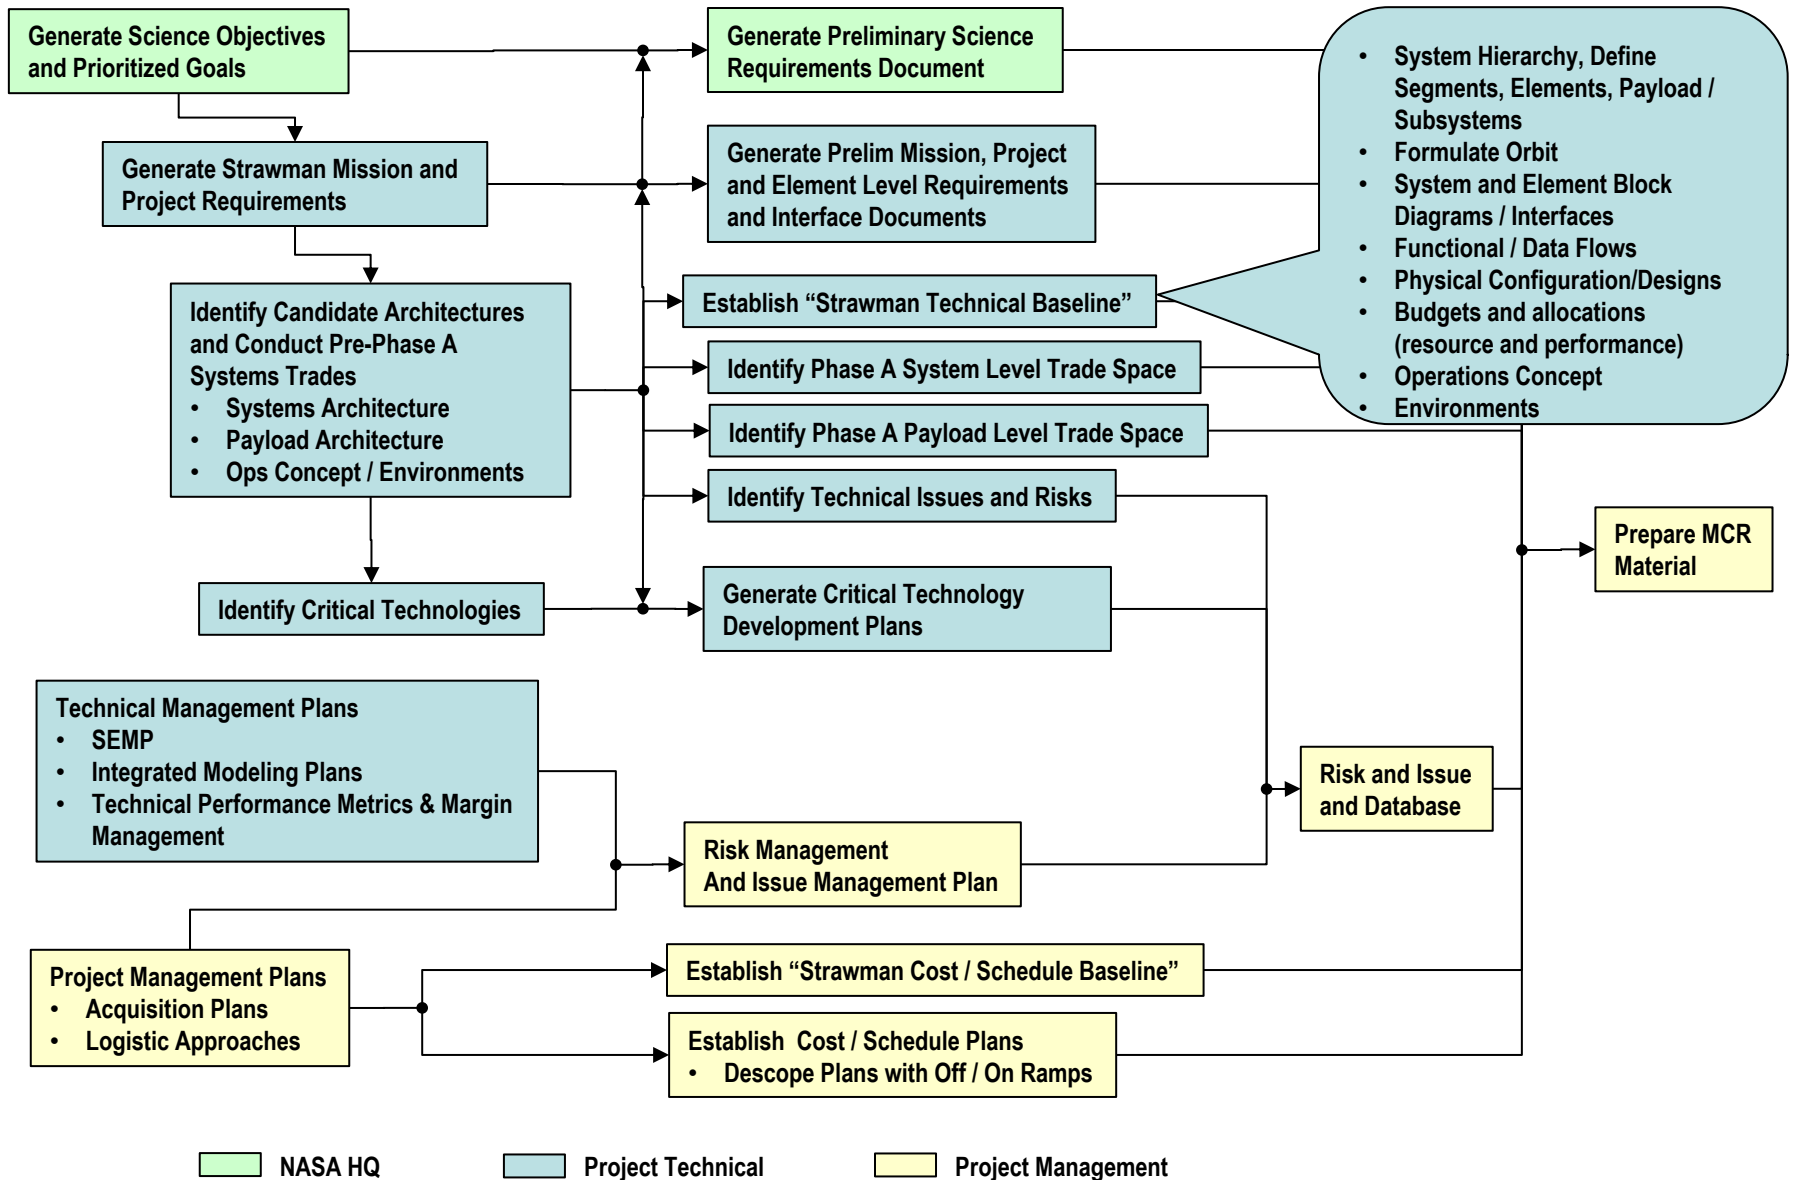 Generate Science Objectives
and Prioritized Goals
Generate Preliminary Science
Requirements Document
Generate Strawman Mission and
Project Requirements
Generate Prelim Mission, Project
and Element Level Requirements
and Interface Documents
• System Hierarchy, Define
Segments, Elements, Payload /
Subsystems
• Formulate Orbit
• System and Element Block
Diagrams / Interfaces
• Functional / Data Flows
• Physical Configuration/Designs
• Budgets and allocations
(resource and performance)
• Operations Concept
• Environments
Identify Candidate Architectures
and Conduct Pre-Phase A
Systems Trades
• Systems Architecture
• Payload Architecture
• Ops Concept / Environments
Establish “Strawman Technical Baseline”
Identify Phase A System Level Trade Space
Identify Phase A Payload Level Trade Space
Identify Technical Issues and Risks
Prepare MCR
Material
Identify Critical Technologies
Generate Critical Technology
Development Plans
Technical Management Plans
• SEMP
• Integrated Modeling Plans
• Technical Performance Metrics & Margin
Management
Risk and Issue
and Database
Risk Management
And Issue Management Plan
Project Management Plans
• Acquisition Plans
• Logistic Approaches
Establish “Strawman Cost / Schedule Baseline”
Establish  Cost / Schedule Plans
• Descope Plans with Off / On Ramps
NASA HQ
Project Technical
Project Management